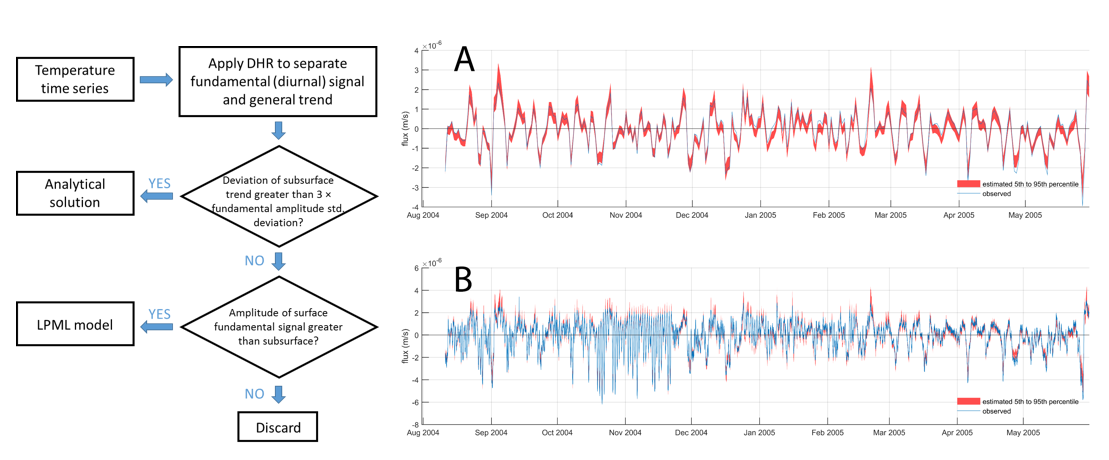 Temperature
time series
Apply DHR to separate
fundamental (diurnal) signal
and general trend
Deviation of subsurface
trend greater than 3 ×
fundamental amplitude std.
deviation?
YES
Analytical
solution
NO
Amplitude of surface
fundamental signal greater
than subsurface?
YES
LPML model
NO
Discard
A
×10⁻⁶
4
3
2
1
0
-1
-2
-3
-4
flux (m/s)
estimated 5th to 95th percentile
observed
Aug 2004 Sep 2004 Oct 2004 Nov 2004 Dec 2004 Jan 2005 Feb 2005 Mar 2005 Apr 2005 May 2005
B
×10⁻⁶
6
4
2
0
-2
-4
-6
-8
flux (m/s)
estimated 5th to 95th percentile
observed
Aug 2004 Sep 2004 Oct 2004 Nov 2004 Dec 2004 Jan 2005 Feb 2005 Mar 2005 Apr 2005 May 2005